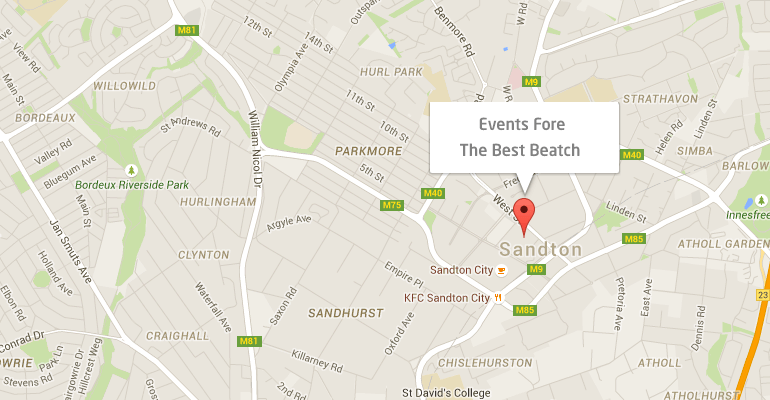 M81
12th St
14th St
Outspan
Benmore Rd
View Rd
Main St
Olympia Ave
HURL PARK
W R
M9
WILLOWILD
11th St
W R
STRATHAVON
BORDEAUX
St Andrews Rd
William Nicol Dr
10th St
Events Fore
The Best Beatch
Linden St
Helen Rd
Valley Rd
PARKMORE
M40
SIMBA
Bluegum Ave
5th St
BARLOW
Bordeux Riverside Park
Fre
M40
Main St
HURLINGHAM
M75
West S
Linden St
Innesfree
Jan Smuts Ave
Argyle Ave
M85
Sandton
ATHOLL GARDEN
Holland Ave
CLYNTON
Empire Pl
Sandton City
M9
Elbon Rd
Waterfall Ave
Saxon Rd
KFC Sandton City
Pretoria Ave
East Ave
23
SANDHURST
M85
Dennis Rd
Conrad Dr
CRAIGHALL
M81
Oxford Ave
OWRIE
Park Ln
Killarney Rd
CHISLEHURSTON
ATHOLL
Stevens Rd
airgowrie Dr
Hillcrest Weg
Gross
2nd Rd
St David's College
ATHOLHURST